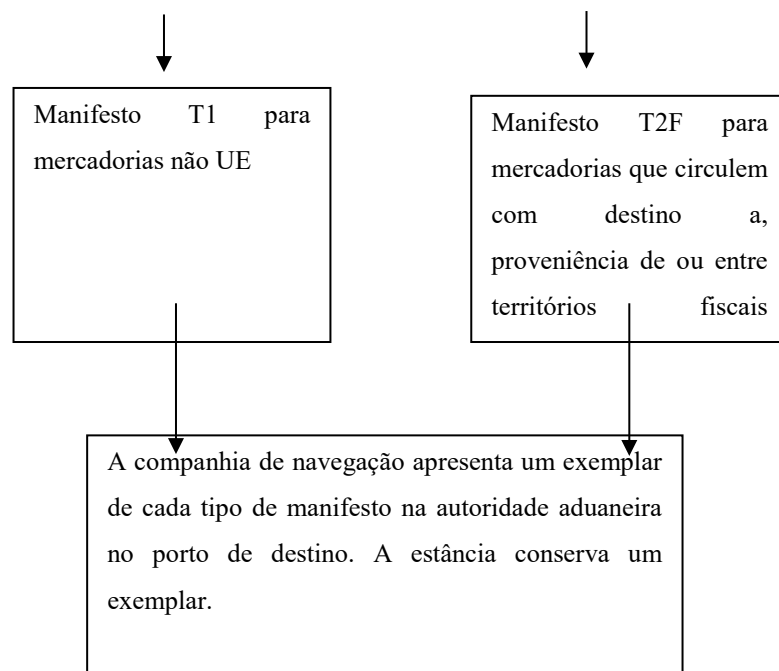 Manifesto T1 para
mercadorias não UE
Manifesto T2F para
mercadorias que circulem
com destino a,
proveniência de ou entre
territórios fiscais
A companhia de navegação apresenta um exemplar
de cada tipo de manifesto na autoridade aduaneira
no porto de destino. A estância conserva um
exemplar.